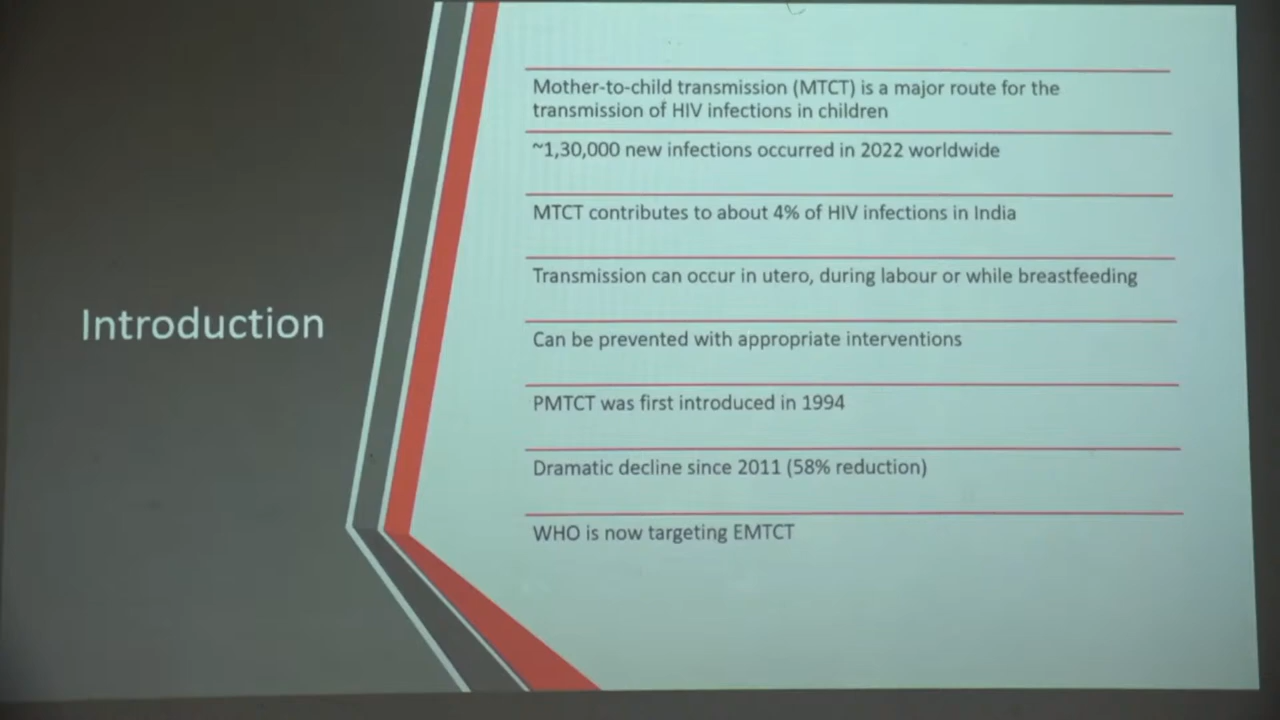 Introduction
Mother-to-child transmission (MTCT) is a major route for the
transmission of HIV infections in children
~1,30,000 new infections occurred in 2022 worldwide
MTCT contributes to about 4% of HIV infections in India
Transmission can occur in utero, during labour or while breastfeeding
Can be prevented with appropriate interventions
PMTCT was first introduced in 1994
Dramatic decline since 2011 (58% reduction)
WHO is now targeting EMTCT